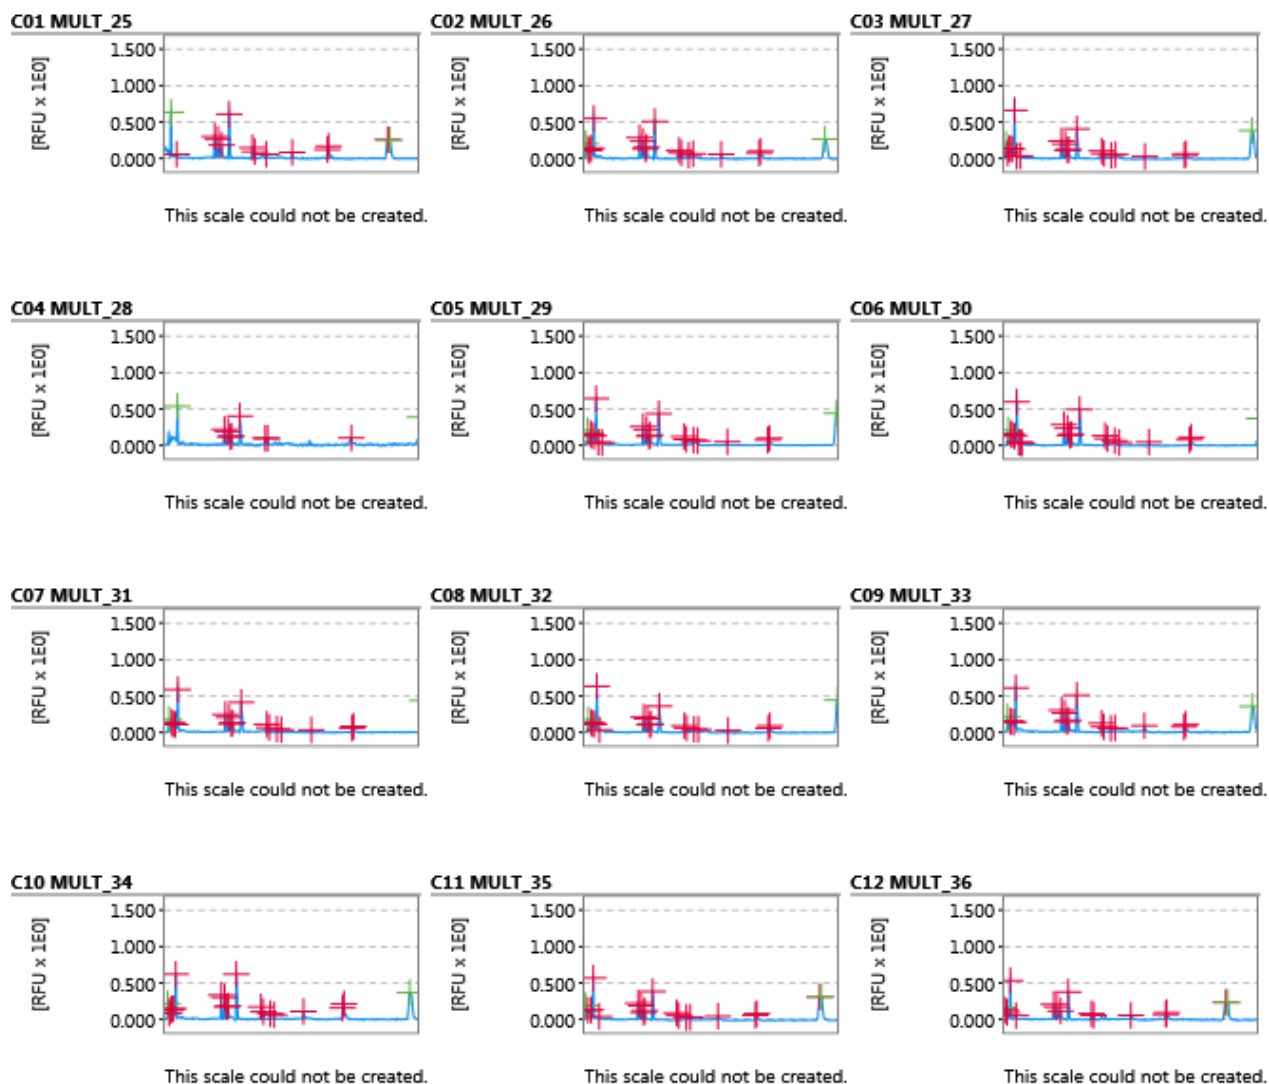 C01 MULT_25
C02 MULT_26
C03 MULT_27
[RFU x 1E0]
1.500
1.000
0.500
0.000
[RFU x 1E0]
1.500
1.000
0.500
0.000
[RFU x 1E0]
1.500
1.000
0.500
0.000
This scale could not be created.
This scale could not be created.
This scale could not be created.
C04 MULT_28
C05 MULT_29
C06 MULT_30
[RFU x 1E0]
1.500
1.000
0.500
0.000
[RFU x 1E0]
1.500
1.000
0.500
0.000
[RFU x 1E0]
1.500
1.000
0.500
0.000
This scale could not be created.
This scale could not be created.
This scale could not be created.
C07 MULT_31
C08 MULT_32
C09 MULT_33
[RFU x 1E0]
1.500
1.000
0.500
0.000
[RFU x 1E0]
1.500
1.000
0.500
0.000
[RFU x 1E0]
1.500
1.000
0.500
0.000
This scale could not be created.
This scale could not be created.
This scale could not be created.
C10 MULT_34
C11 MULT_35
C12 MULT_36
[RFU x 1E0]
1.500
1.000
0.500
0.000
[RFU x 1E0]
1.500
1.000
0.500
0.000
[RFU x 1E0]
1.500
1.000
0.500
0.000
This scale could not be created.
This scale could not be created.
This scale could not be created.